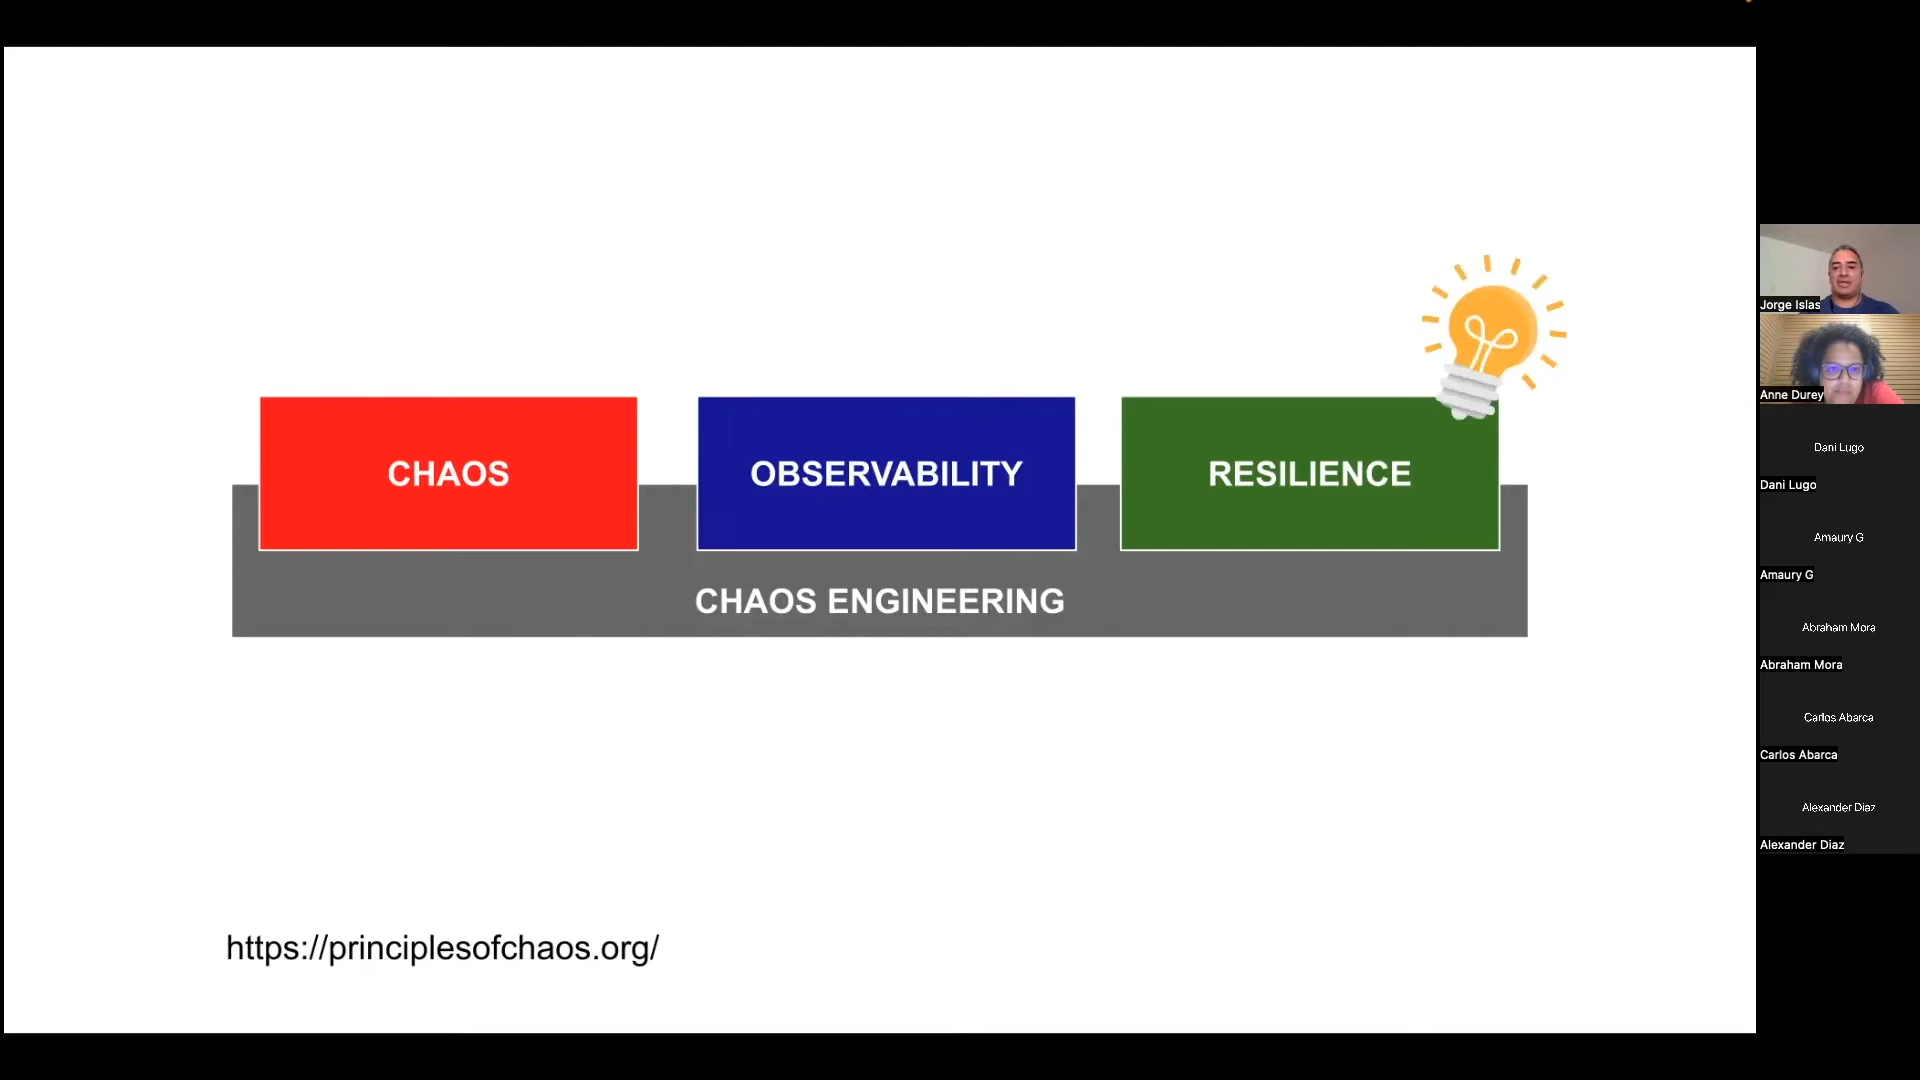 CHAOS
OBSERVABILITY
RESILIENCE
CHAOS ENGINEERING
https://principlesofchaos.org/
Jorge Islas
Anne Durey
Dani Lugo
Dani Lugo
Amaury G
Amaury G
Abraham Mora
Abraham Mora
Carlos Abarca
Carlos Abarca
Alexander Diaz
Alexander Diaz